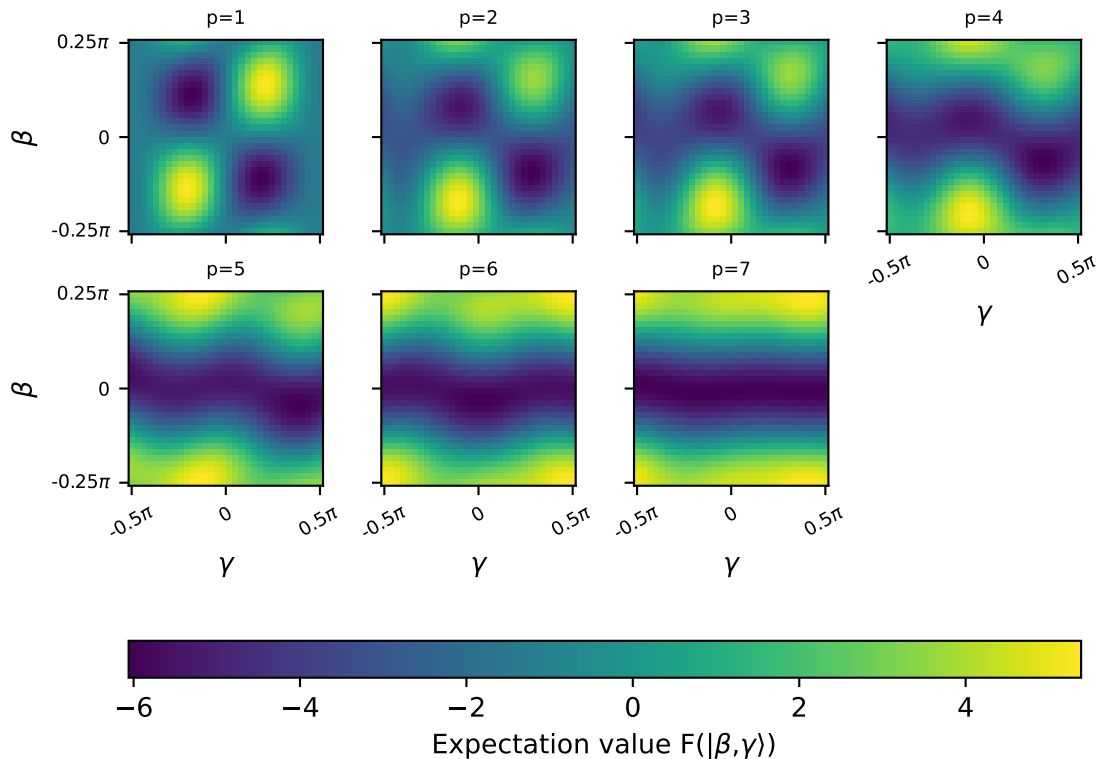 p=1 p=2 p=3 p=4
0.25π
β
0
-0.25π
-0.5π 0 0.5π
γ
p=5 p=6 p=7
0.25π
β
0
-0.25π
-0.5π 0 0.5π -0.5π 0 0.5π -0.5π 0 0.5π
γ γ γ
−6 −4 −2 0 2 4
Expectation value F(|β,γ⟩)